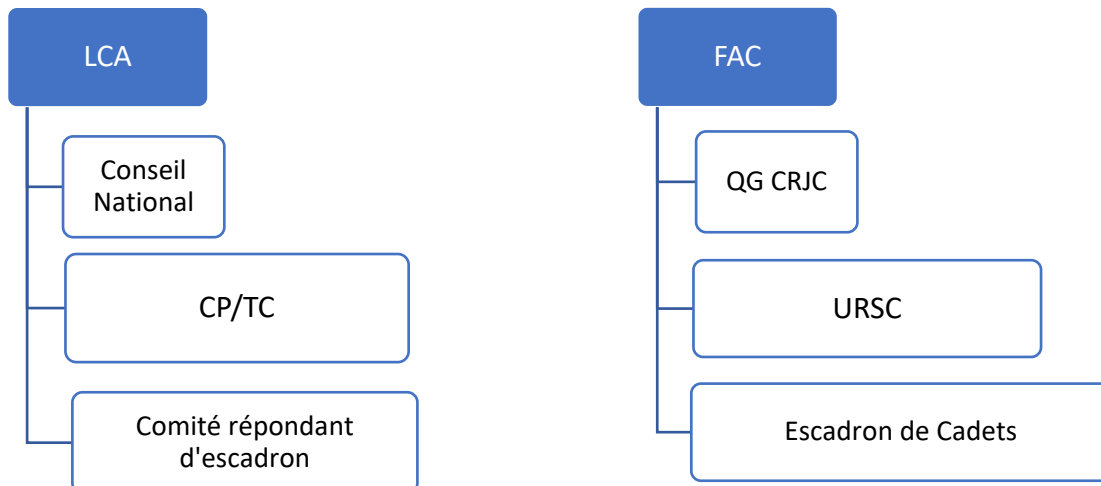 LCA
Conseil
National
CP/TC
Comité répondant
d'escadron
FAC
QG CRJC
URSC
Escadron de Cadets